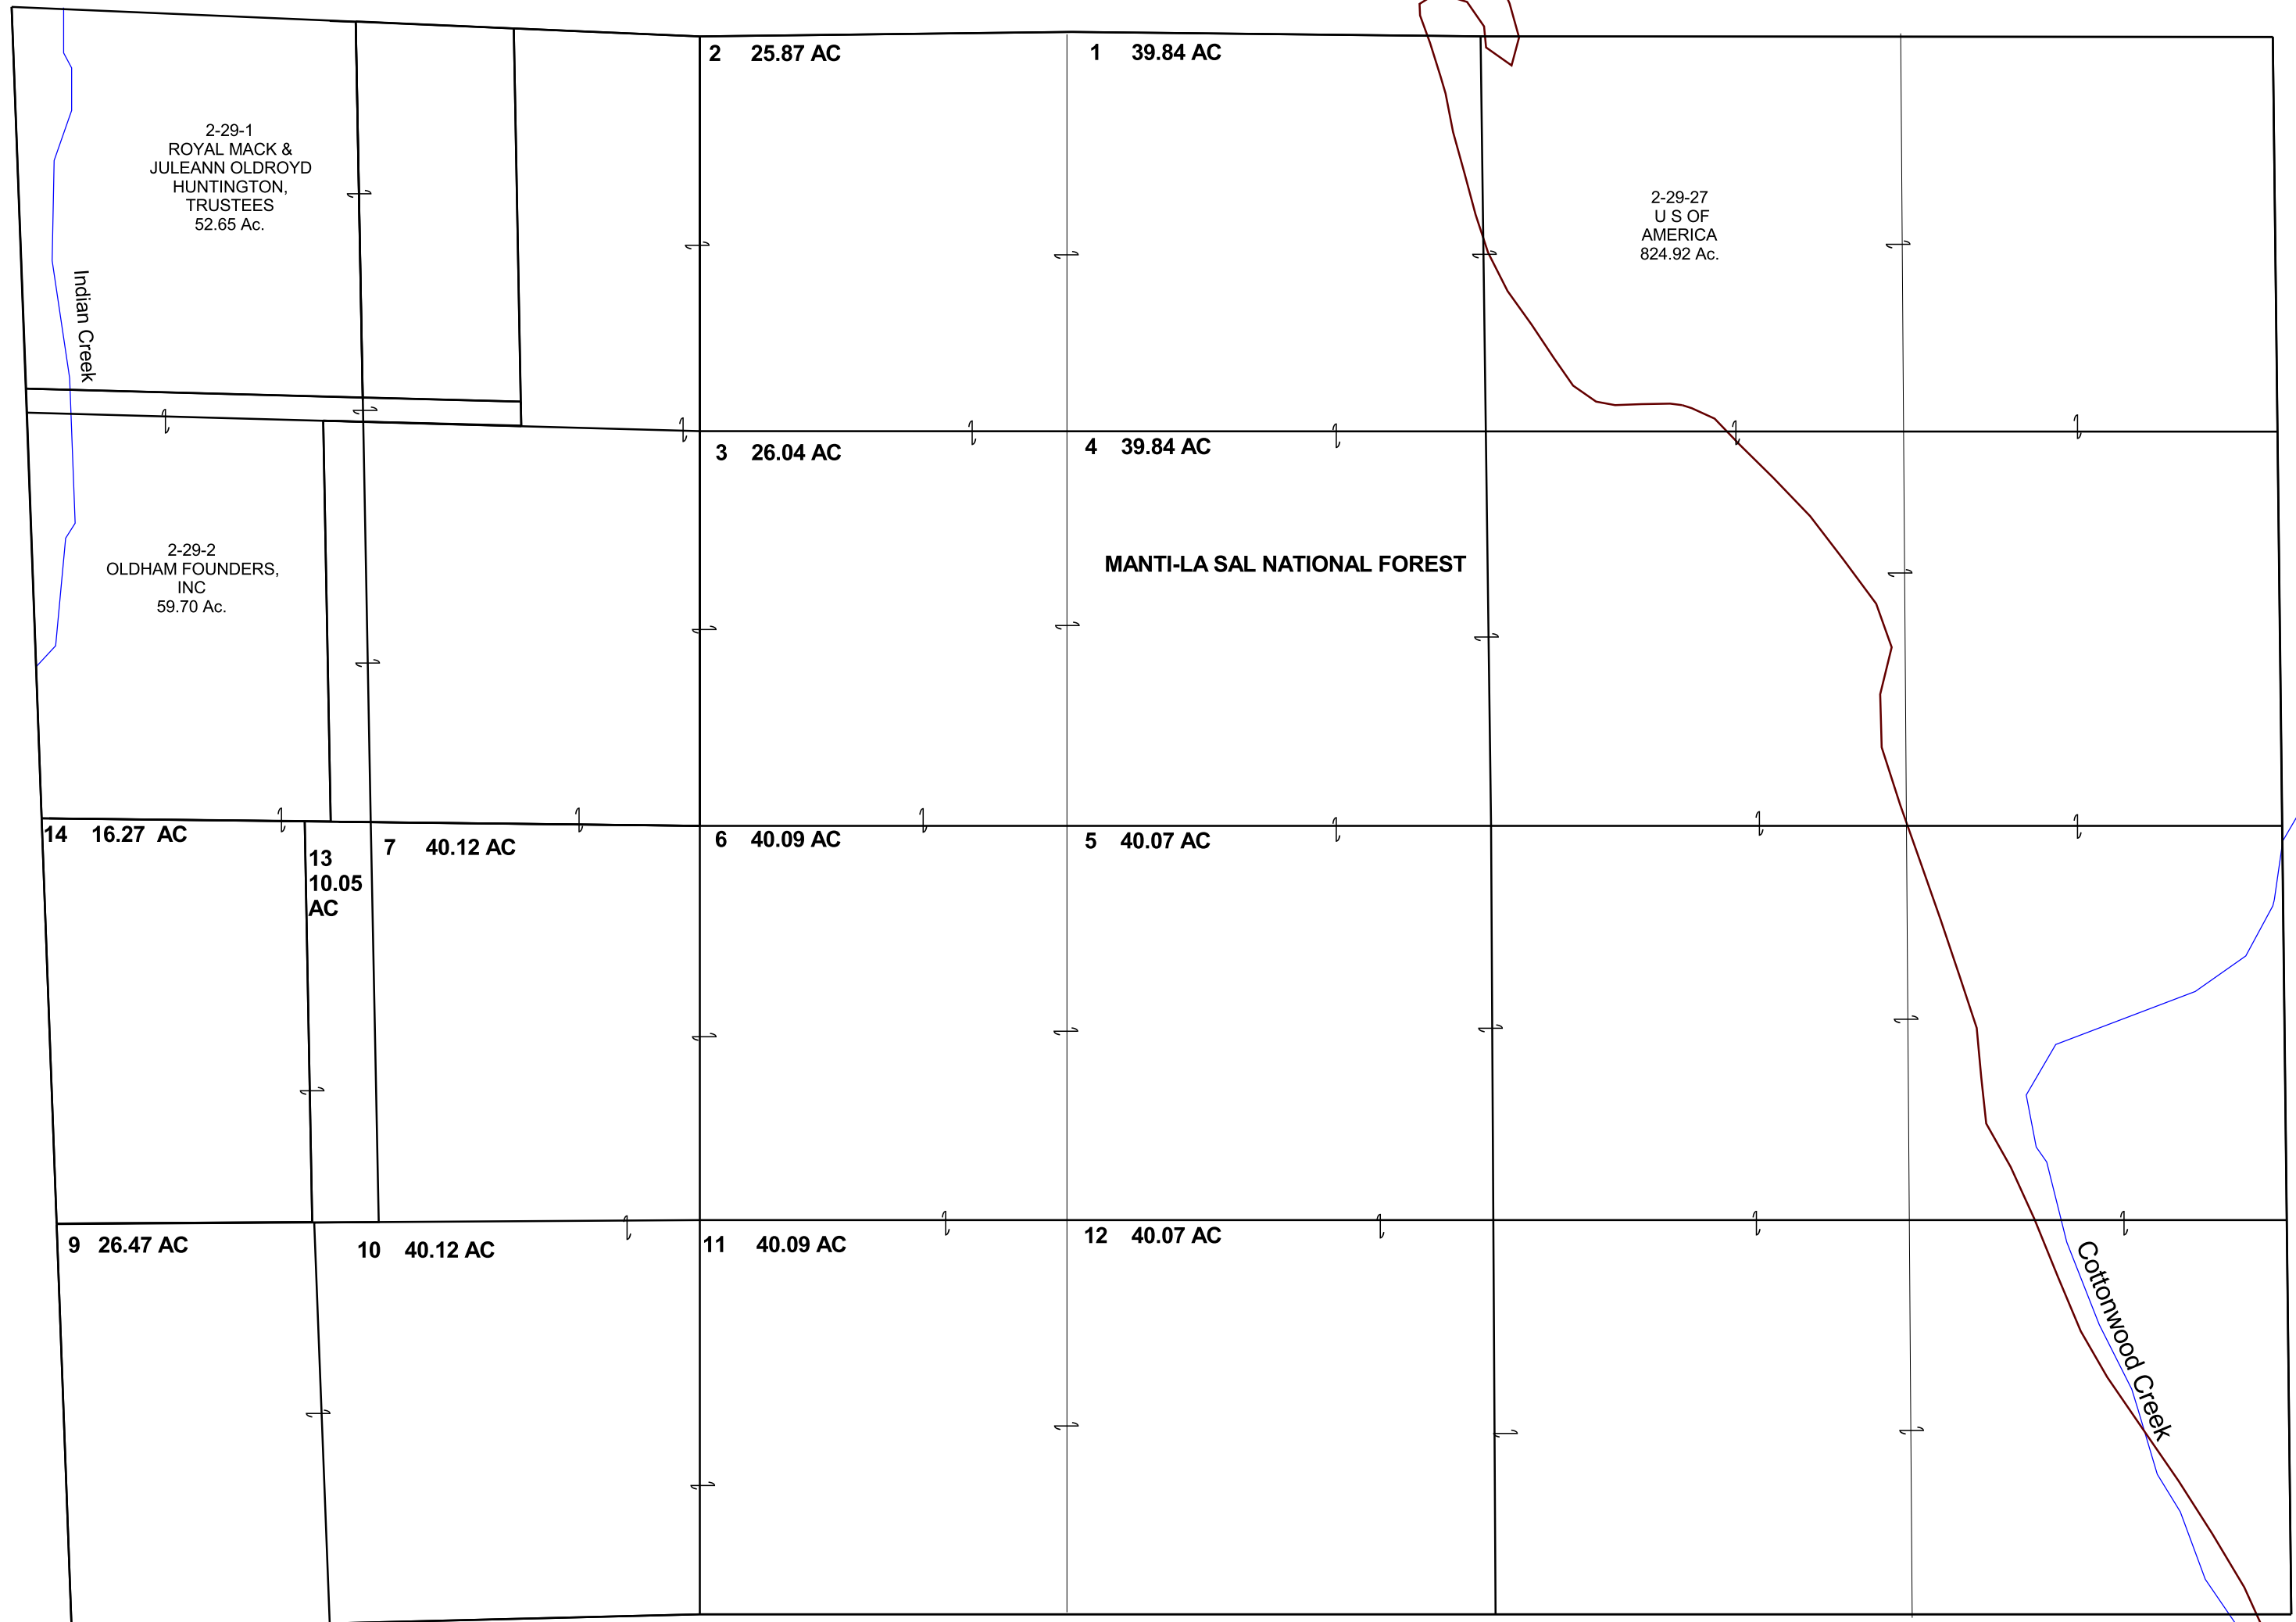 2 25.87 AC
1 39.84 AC
2-29-1
ROYAL MACK &
JULEANN OLDROYD
HUNTINGTON,
TRUSTEES
52.65 Ac.
2-29-27
U S OF
AMERICA
824.92 Ac.
Indian Creek
3 26.04 AC
4 39.84 AC
MANTI-LA SAL NATIONAL FOREST
2-29-2
OLDHAM FOUNDERS,
INC
59.70 Ac.
14 16.27 AC
13
10.05
AC
7 40.12 AC
6 40.09 AC
5 40.07 AC
9 26.47 AC
10 40.12 AC
11 40.09 AC
12 40.07 AC
Cottonwood Creek